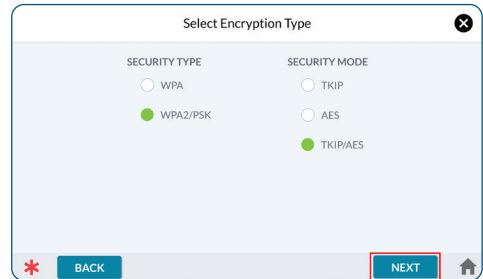 Select Encryption Type
SECURITY TYPE
WPA
WPA2/PSK
SECURITY MODE
TKIP
AES
TKIP/AES
BACK
NEXT